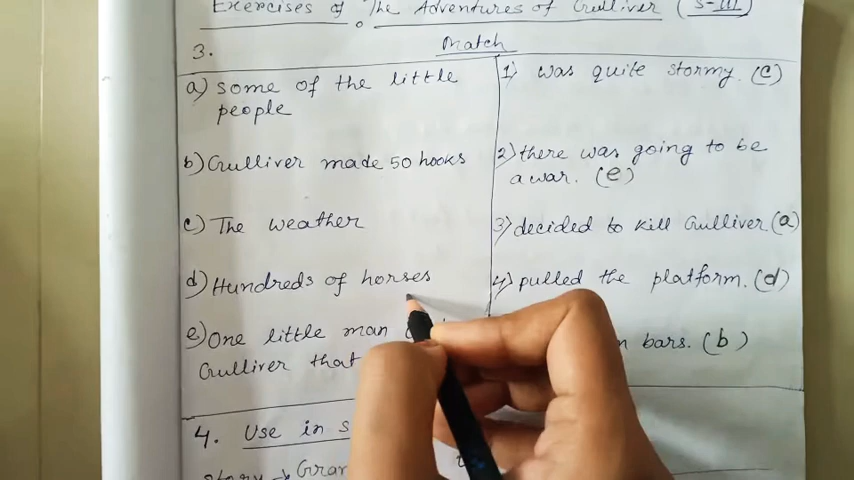 Exercises of The Adventures of Gulliver (S-III)
3. Match
a) some of the little
people
1) was quite stormy. (c)
b) Gulliver made 50 hooks
2) there was going to be
a war. (e)
c) The weather
3) decided to kill Gulliver (a)
d) Hundreds of horses
4) pulled the platform. (d)
e) One little man
Gulliver that
bars. (b)
4. Use in
story →